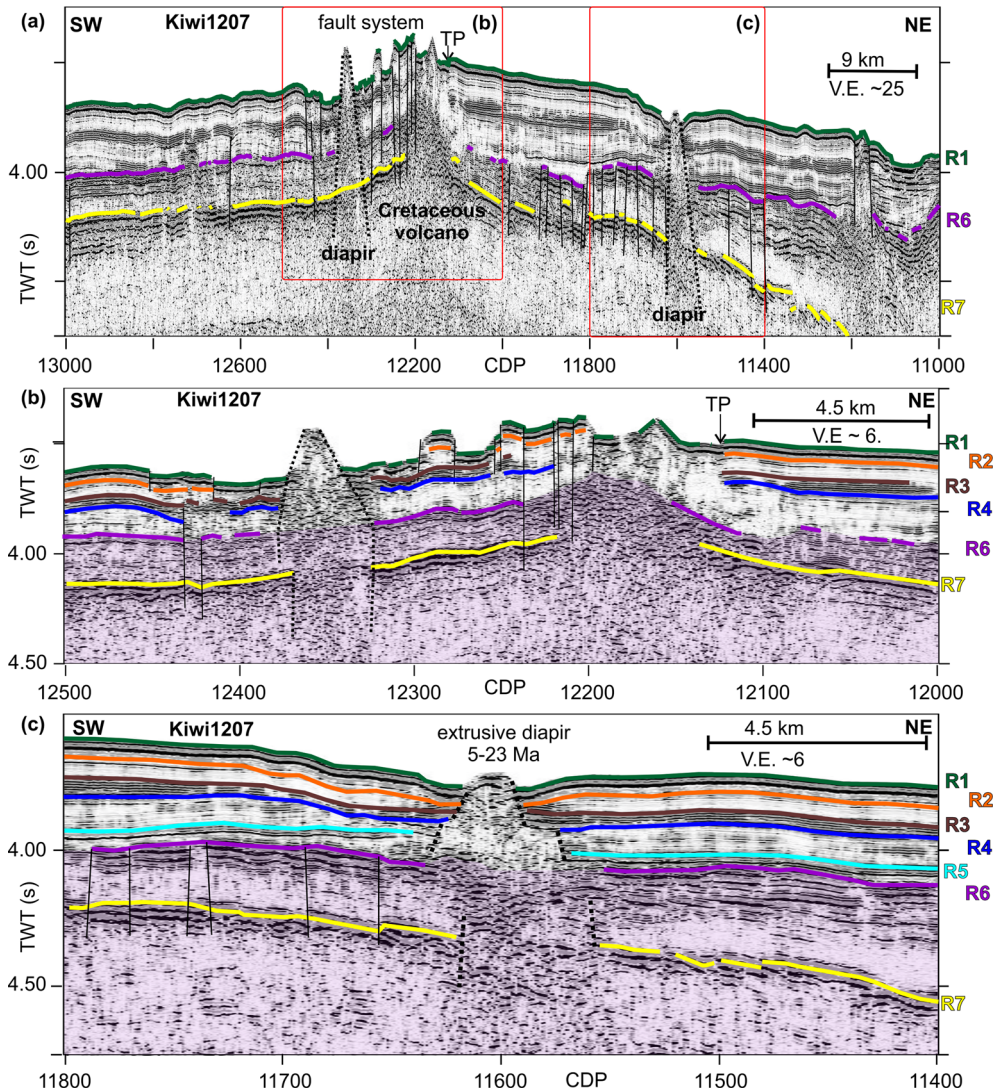 (a) SW Kiwi1207 fault system (b) TP (c) NE
9 km
V.E. ~25
4.00
TWT (s)
R1
R6
R7
Cretaceous
volcano
diapir
diapir
13000 12600 12200 CDP 11800 11400 11000
(b) SW Kiwi1207 TP NE
4.5 km
V.E ~ 6.
TWT (s)
4.00
4.50
R1
R2
R3
R4
R6
R7
12500 12400 12300 CDP 12200 12100 12000
(c) SW Kiwi1207 extrusive diapir NE
5-23 Ma
4.5 km
V.E. ~6
TWT (s)
4.00
4.50
R1
R2
R3
R4
R5
R6
R7
11800 11700 11600 CDP 11500 11400